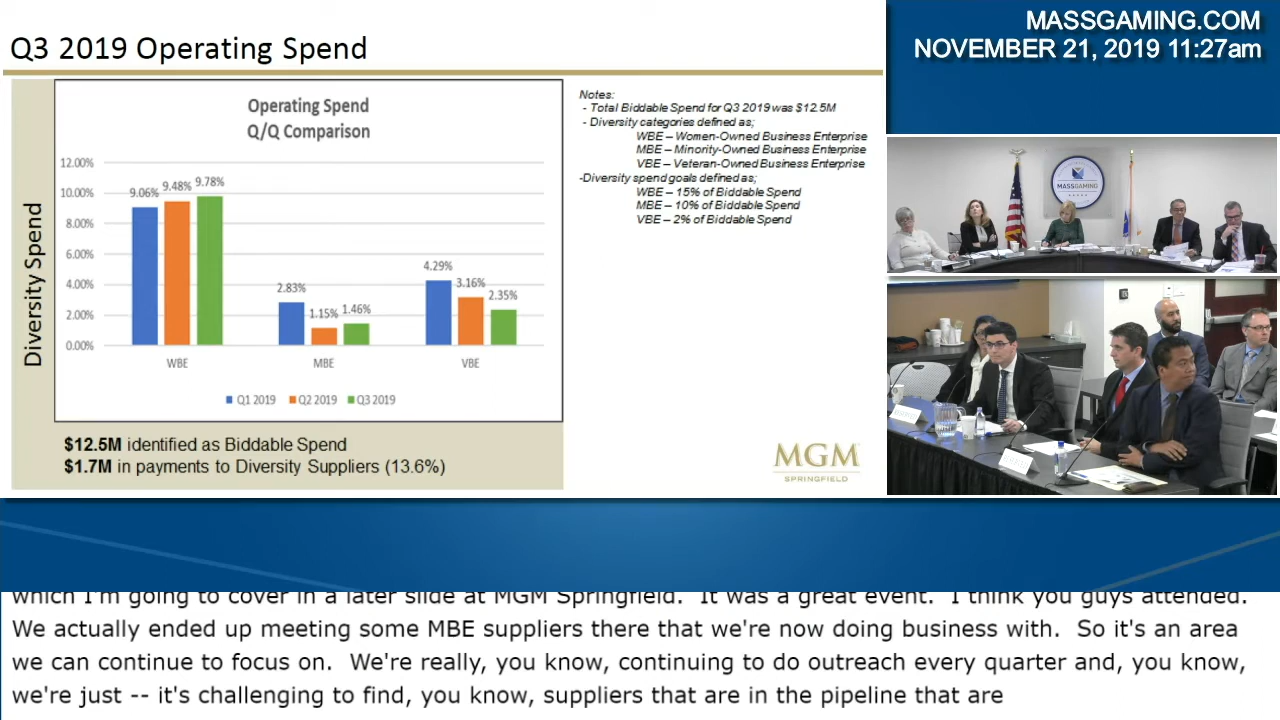 Q3 2019 Operating Spend
MASSGAMING.COM
NOVEMBER 21, 2019 11:27am
Diversity Spend
Operating Spend
Q/Q Comparison
12.00%
10.00%
8.00%
6.00%
4.00%
2.00%
0.00%
9.06% 9.48% 9.78%
2.83% 1.15% 1.46%
4.29% 3.16% 2.35%
WBE MBE VBE
Q1 2019 Q2 2019 Q3 2019
$12.5M identified as Biddable Spend
$1.7M in payments to Diversity Suppliers (13.6%)
Notes:
- Total Biddable Spend for Q3 2019 was $12.5M
- Diversity categories defined as;
WBE – Women-Owned Business Enterprise
MBE – Minority-Owned Business Enterprise
VBE – Veteran-Owned Business Enterprise
-Diversity spend goals defined as;
WBE – 15% of Biddable Spend
MBE – 10% of Biddable Spend
VBE – 2% of Biddable Spend
MGM
SPRINGFIELD
MASSGAMING
which I'm going to cover in a later slide at MGM Springfield. It was a great event. I think you guys attended.
We actually ended up meeting some MBE suppliers there that we're now doing business with. So it's an area
we can continue to focus on. We're really, you know, continuing to do outreach every quarter and, you know,
we're just -- it's challenging to find, you know, suppliers that are in the pipeline that are